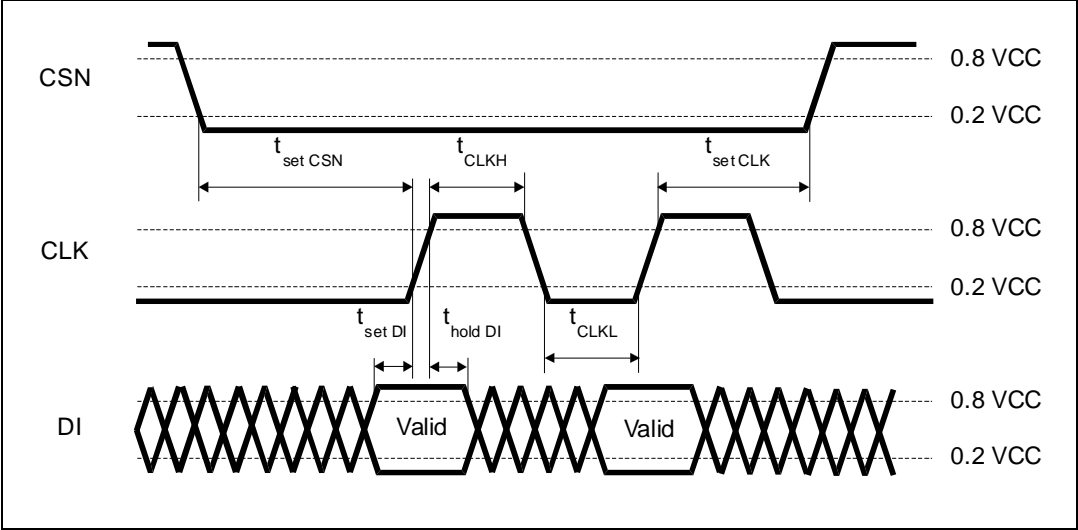 CSN
0.8 VCC
0.2 VCC
t set CSN
t CLKH
t set CLK
CLK
0.8 VCC
0.2 VCC
t set DI
t hold DI
t CLKL
DI
Valid
Valid
0.8 VCC
0.2 VCC